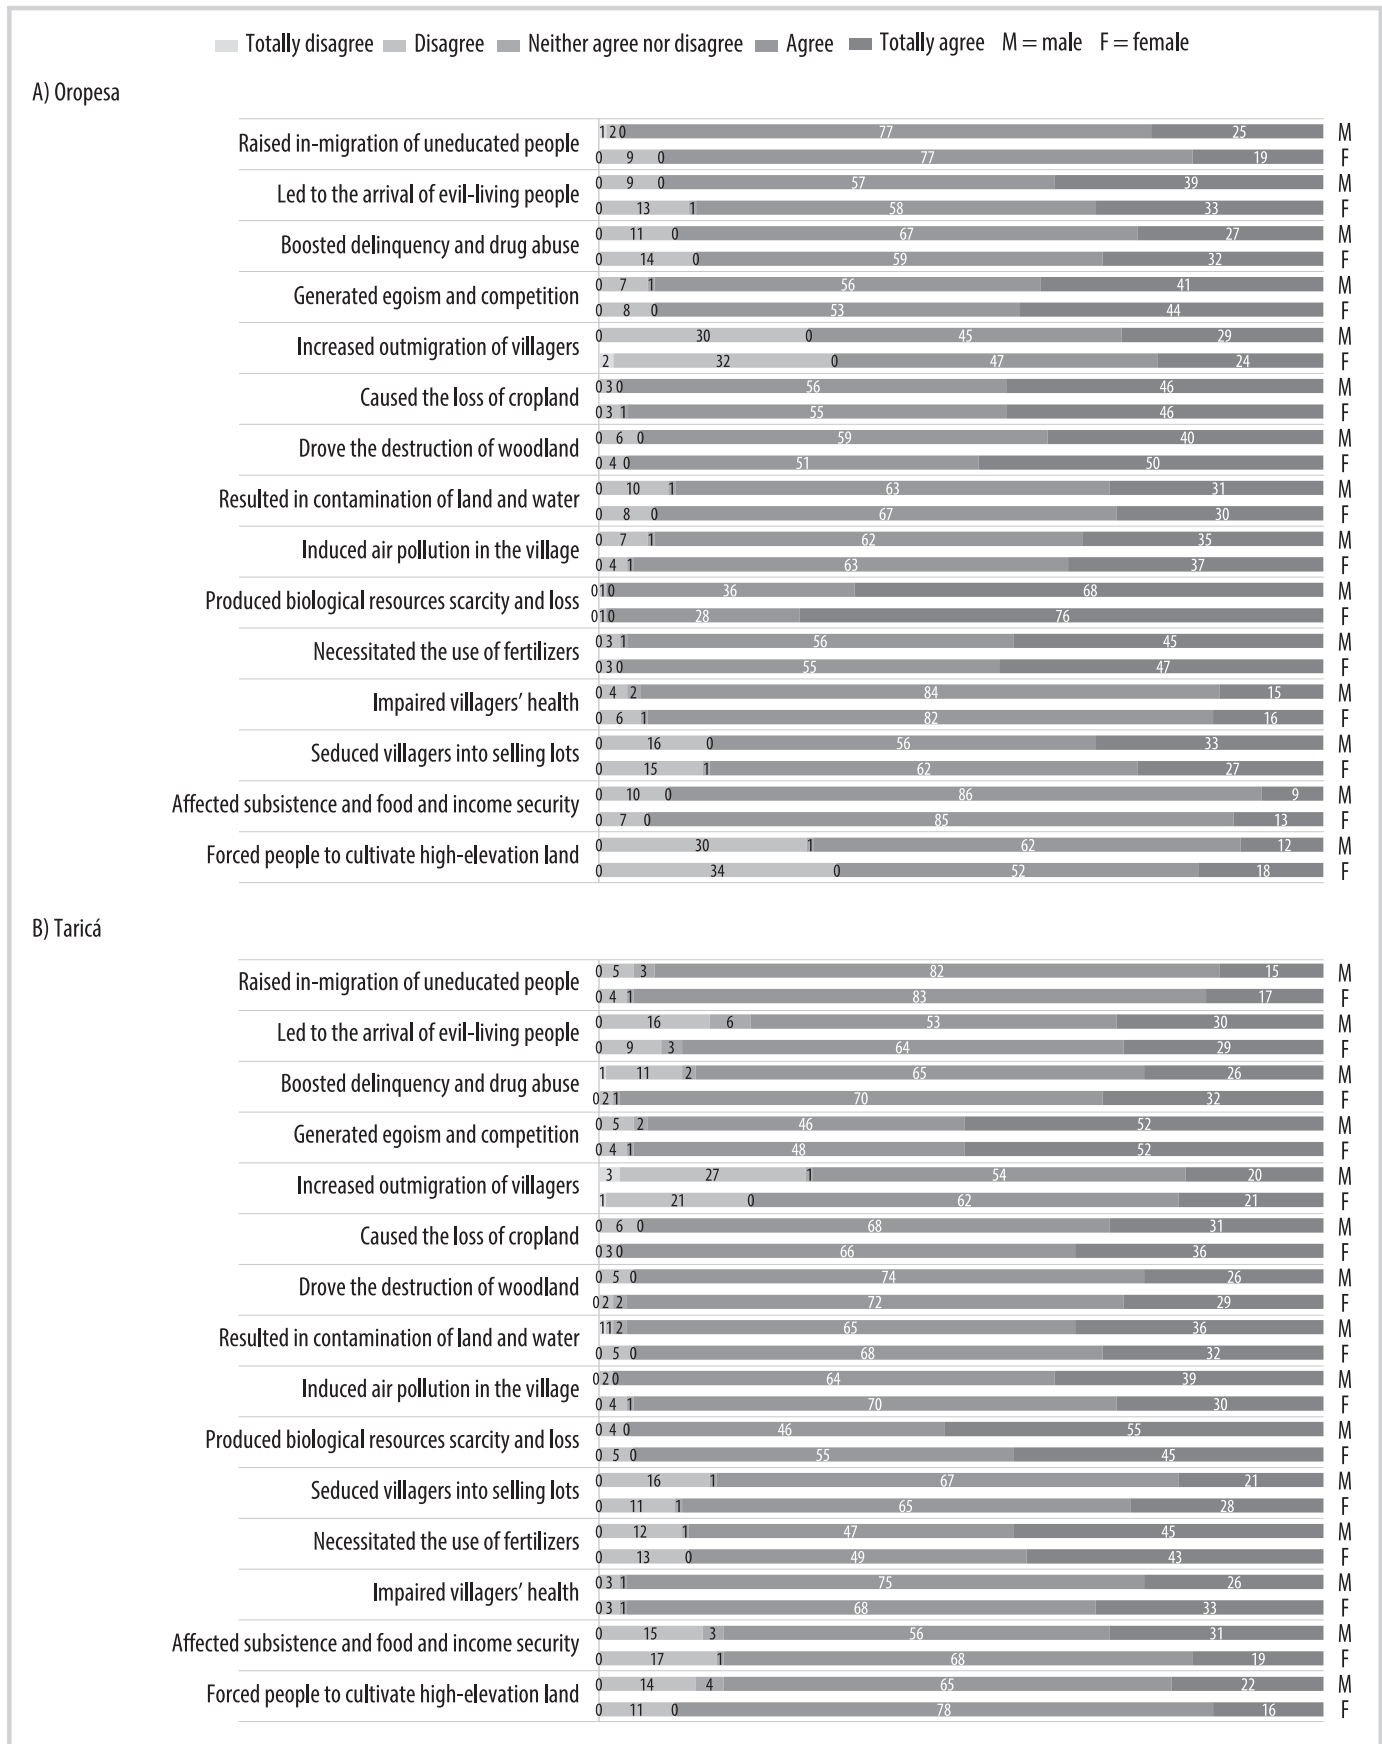 Totally disagree Disagree Neither agree nor disagree Agree Totally agree M = male F = female
A) Oropesa
Raised in-migration of uneducated people
1 2 0 77 25 M
0 9 0 77 19 F
Led to the arrival of evil-living people
0 9 0 57 39 M
0 13 1 58 33 F
Boosted delinquency and drug abuse
0 11 0 67 27 M
0 14 0 59 32 F
Generated egoism and competition
0 7 1 56 41 M
0 8 0 53 44 F
Increased outmigration of villagers
0 30 0 45 29 M
2 32 0 47 24 F
Caused the loss of cropland
0 3 0 56 46 M
0 3 1 55 46 F
Drove the destruction of woodland
0 6 0 59 40 M
0 4 0 51 50 F
Resulted in contamination of land and water
0 10 1 63 31 M
0 8 0 67 30 F
Induced air pollution in the village
0 7 1 62 35 M
0 4 1 63 37 F
Produced biological resources scarcity and loss
0 1 0 36 68 M
0 1 0 28 76 F
Necessitated the use of fertilizers
0 3 1 56 45 M
0 3 0 55 47 F
Impaired villagers' health
0 4 2 84 15 M
0 6 1 82 16 F
Seduced villagers into selling lots
0 16 0 56 33 M
0 15 1 62 27 F
Affected subsistence and food and income security
0 10 0 86 9 M
0 7 0 85 13 F
Forced people to cultivate high-elevation land
0 30 1 62 12 M
0 34 0 52 18 F
B) Taricá
Raised in-migration of uneducated people
0 5 3 82 15 M
0 4 1 83 17 F
Led to the arrival of evil-living people
0 16 6 53 30 M
0 9 3 64 29 F
Boosted delinquency and drug abuse
1 11 2 65 26 M
0 2 1 70 32 F
Generated egoism and competition
0 5 2 46 52 M
0 4 1 48 52 F
Increased outmigration of villagers
3 27 1 54 20 M
1 21 0 62 21 F
Caused the loss of cropland
0 6 0 68 31 M
0 3 0 66 36 F
Drove the destruction of woodland
0 5 0 74 26 M
0 2 2 72 29 F
Resulted in contamination of land and water
1 1 2 65 36 M
0 5 0 68 32 F
Induced air pollution in the village
0 2 0 64 39 M
0 4 1 70 30 F
Produced biological resources scarcity and loss
0 4 0 46 55 M
0 5 0 55 45 F
Seduced villagers into selling lots
0 16 1 67 21 M
0 11 1 65 28 F
Necessitated the use of fertilizers
0 12 1 47 45 M
0 13 0 49 43 F
Impaired villagers' health
0 3 1 75 26 M
0 3 1 68 33 F
Affected subsistence and food and income security
0 15 3 56 31 M
0 17 1 68 19 F
Forced people to cultivate high-elevation land
0 14 4 65 22 M
0 11 0 78 16 F